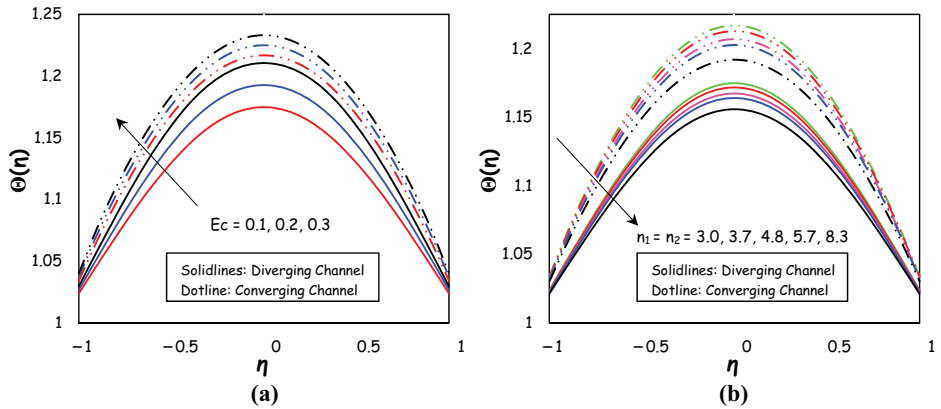 1.25
1.2
1.15
1.1
1.05
1
Θ(η)
Ec = 0.1, 0.2, 0.3
Solidlines: Diverging Channel
Dotline: Converging Channel
−1
−0.5
0
0.5
1
η
(a)
1.2
1.15
1.1
1.05
1
Θ(η)
n₁ = n₂ = 3.0, 3.7, 4.8, 5.7, 8.3
Solidlines: Diverging Channel
Dotline: Converging Channel
−1
−0.5
0
0.5
1
η
(b)